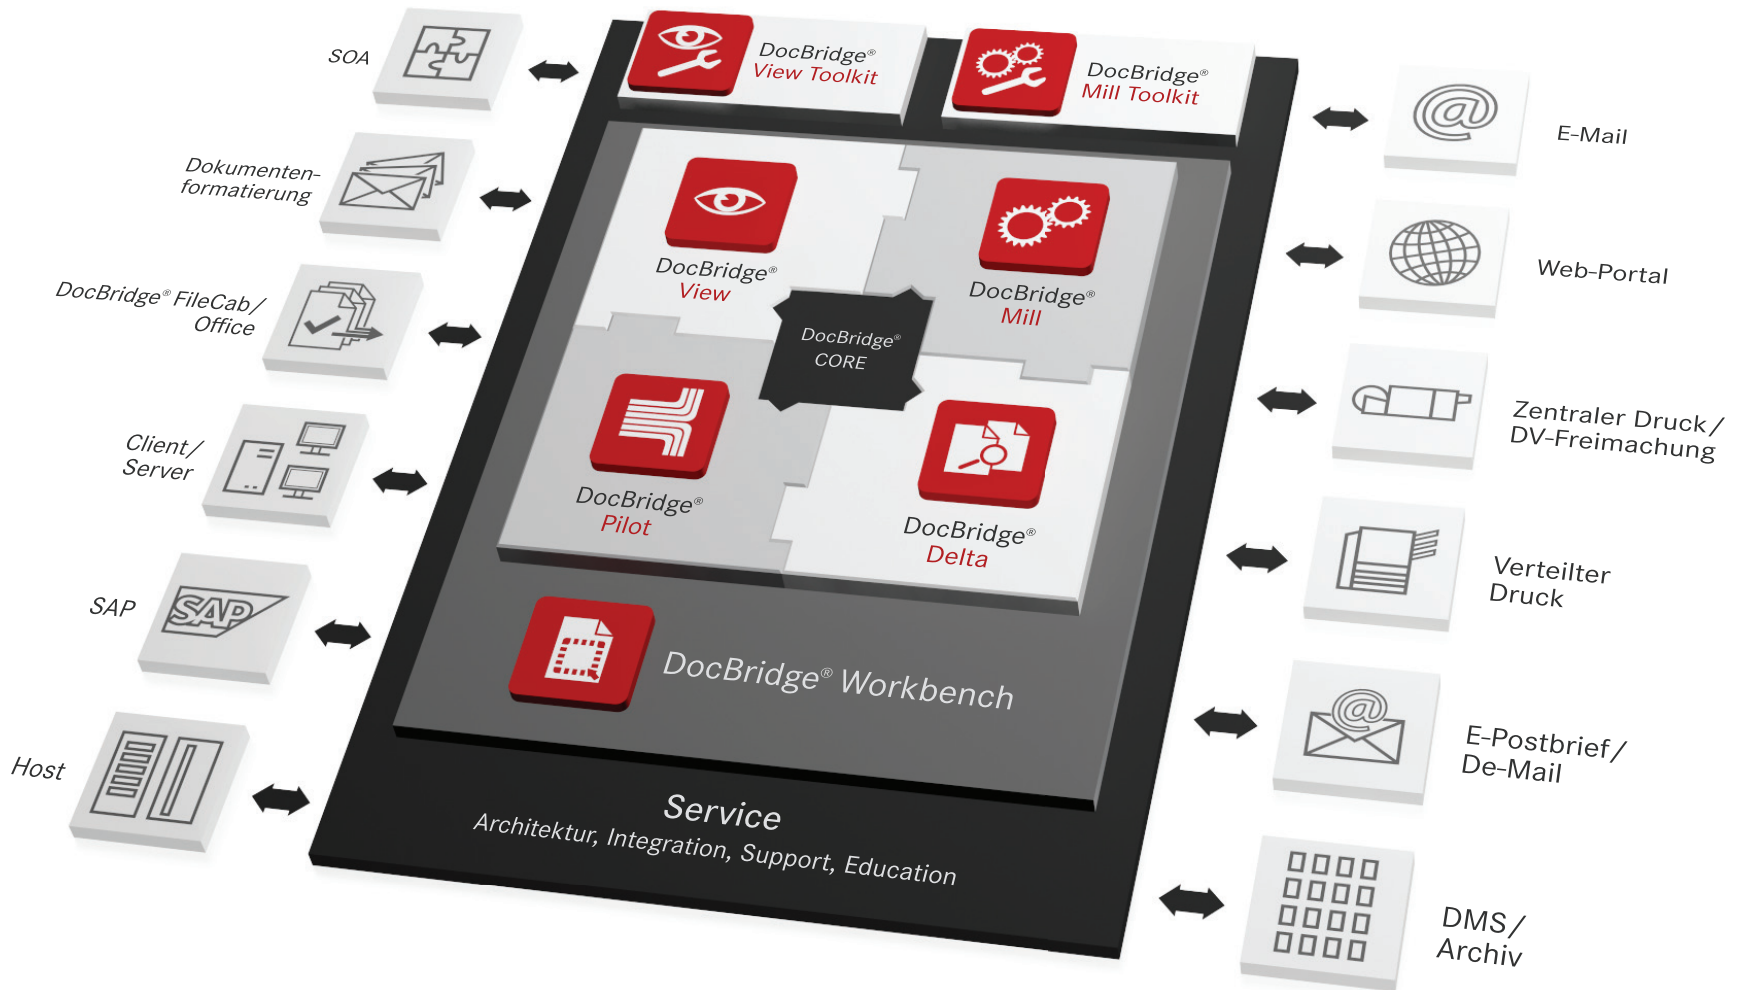 SOA
Dokumenten-
formatierung
DocBridge® FileCab/
Office
Client/
Server
SAP
SAP
Host
DocBridge®
View Toolkit
DocBridge®
Mill Toolkit
DocBridge®
View
DocBridge®
Mill
DocBridge®
CORE
DocBridge®
Pilot
DocBridge®
Delta
DocBridge® Workbench
Service
Architektur, Integration, Support, Education
@
E-Mail
Web-Portal
Zentraler Druck/
DV-Freimachung
Verteilter
Druck
@
E-Postbrief/
De-Mail
DMS/
Archiv